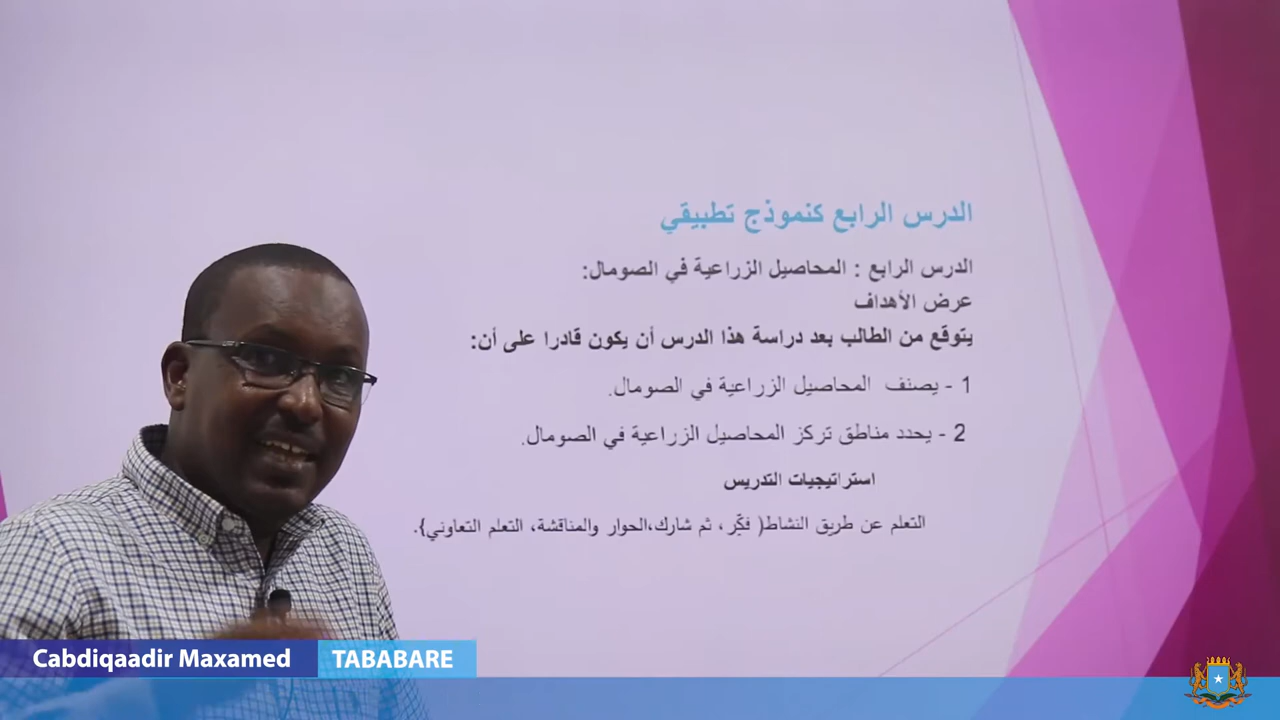 الدرس الرابع كنموذج تطبيقي
الدرس الرابع : المحاصيل الزراعية في الصومال:
عرض الأهداف
يتوقع من الطالب بعد دراسة هذا الدرس أن يكون قادرا على أن:
1 - يصنف المحاصيل الزراعية في الصومال.
2 - يحدد مناطق تركز المحاصيل الزراعية في الصومال.
استراتيجيات التدريس
التعلم عن طريق النشاط( فكِّر، ثم شارك،الحوار والمناقشة، التعلم التعاوني}.
Cabdiqaadir Maxamed TABABARE